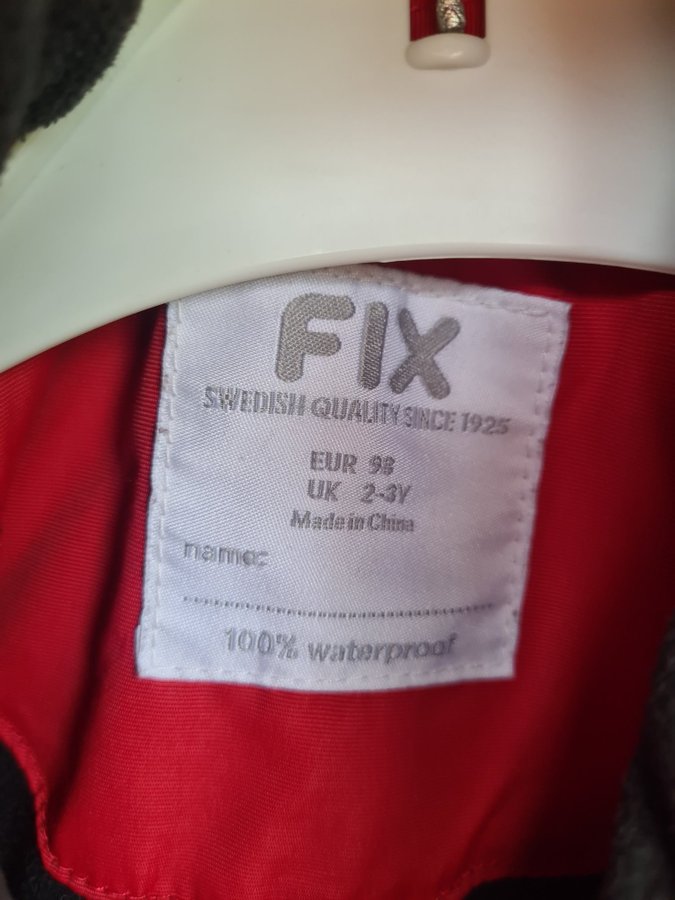 FIX
SWEDISH QUALITY SINCE 1925
EUR 98
UK 2-3Y
Made in China
name:
100% waterproof